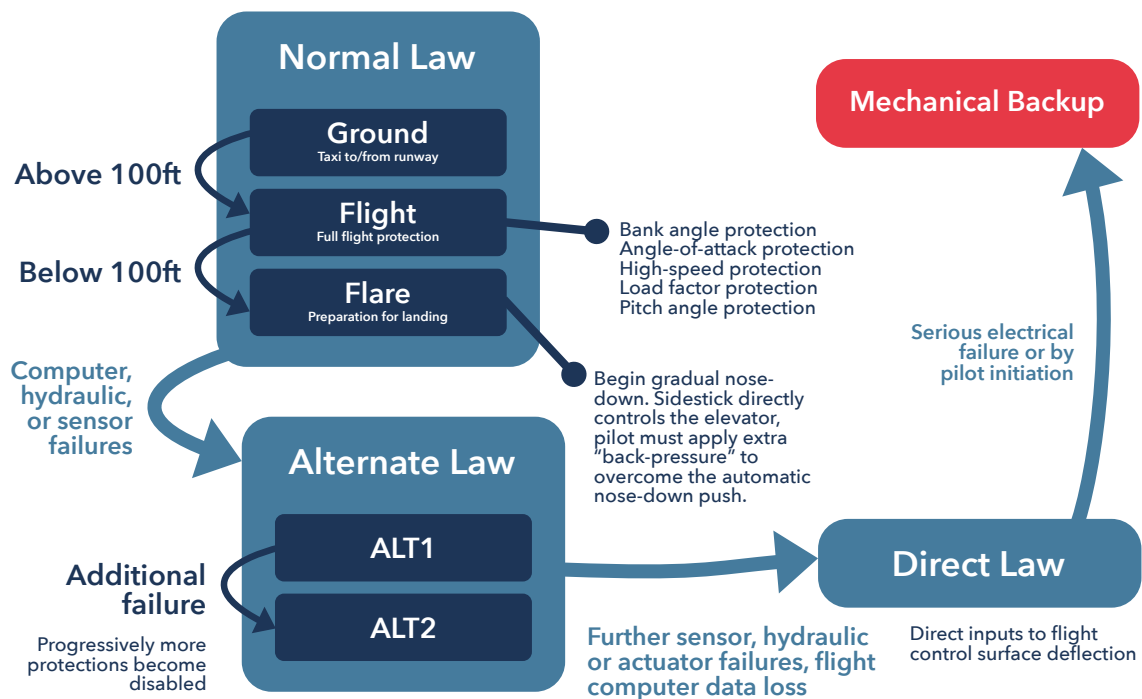 Normal Law
Ground
Taxi to/from runway
Above 100ft
Flight
Full flight protection
Below 100ft
Flare
Preparation for landing
Bank angle protection
Angle-of-attack protection
High-speed protection
Load factor protection
Pitch angle protection
Begin gradual nose-
down. Sidestick directly
controls the elevator,
pilot must apply extra
"back-pressure" to
overcome the automatic
nose-down push.
Computer,
hydraulic,
or sensor
failures
Alternate Law
ALT1
Additional
failure
Progressively more
protections become
disabled
ALT2
Further sensor, hydraulic
or actuator failures, flight
computer data loss
Direct Law
Direct inputs to flight
control surface deflection
Serious electrical
failure or by
pilot initiation
Mechanical Backup